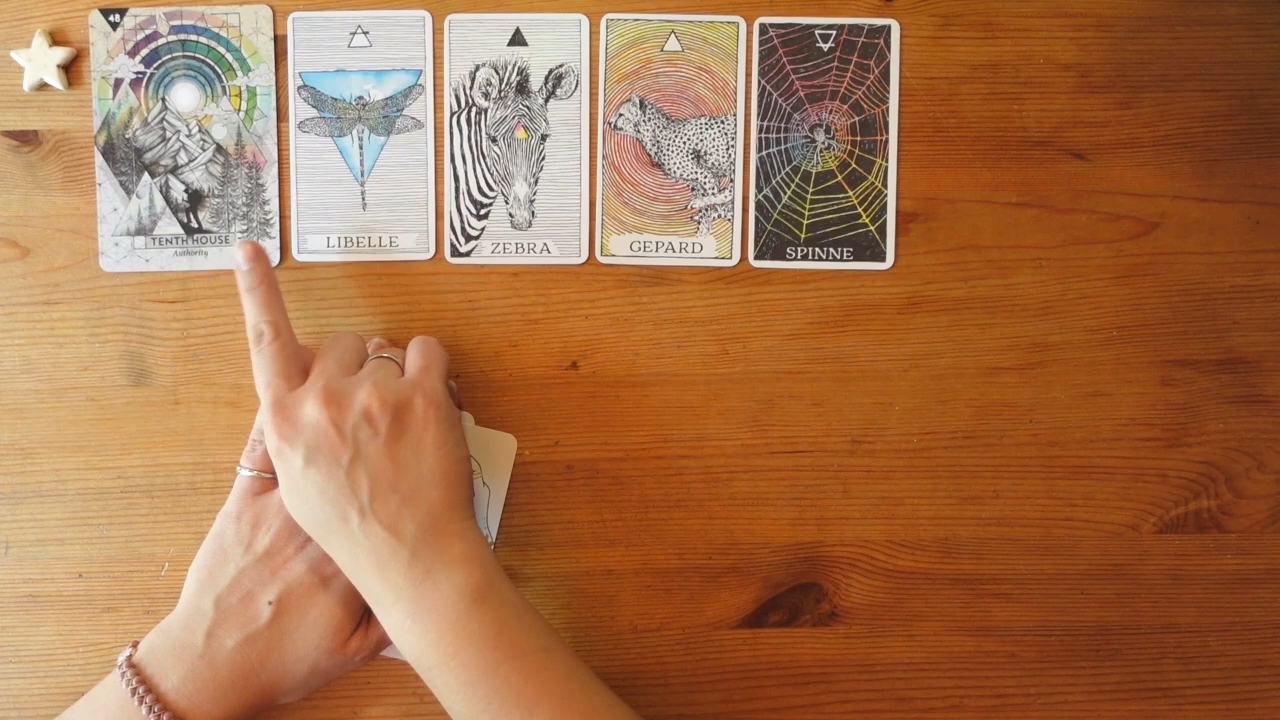 48
TENTH HOUSE
Authority
LIBELLE
ZEBRA
GEPARD
SPINNE